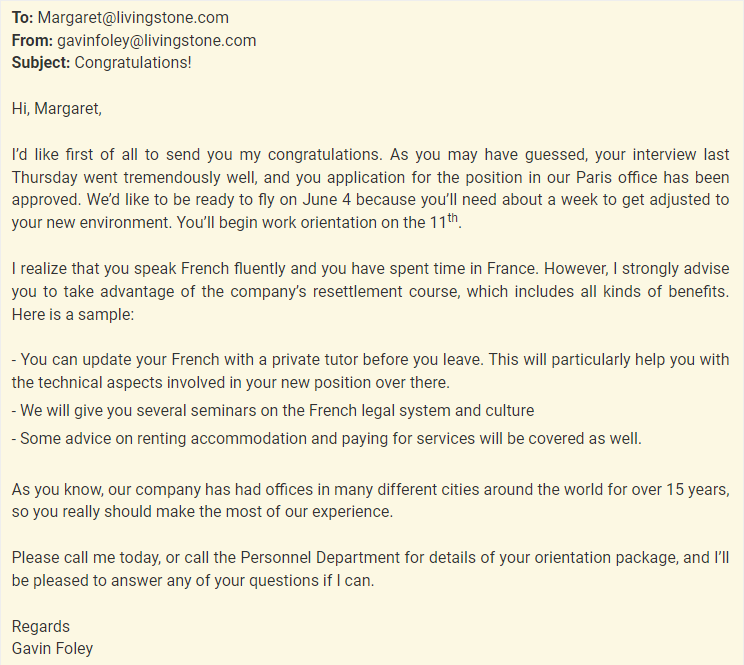 To: Margaret@livingstone.com
From: gavinfoley@livingstone.com
Subject: Congratulations!
Hi, Margaret,
I’d like first of all to send you my congratulations. As you may have guessed, your interview last
Thursday went tremendously well, and you application for the position in our Paris office has been
approved. We’d like to be ready to fly on June 4 because you’ll need about a week to get adjusted to
your new environment. You’ll begin work orientation on the 11th.
I realize that you speak French fluently and you have spent time in France. However, I strongly advise
you to take advantage of the company’s resettlement course, which includes all kinds of benefits.
Here is a sample:
- You can update your French with a private tutor before you leave. This will particularly help you with
the technical aspects involved in your new position over there.
- We will give you several seminars on the French legal system and culture
- Some advice on renting accommodation and paying for services will be covered as well.
As you know, our company has had offices in many different cities around the world for over 15 years,
so you really should make the most of our experience.
Please call me today, or call the Personnel Department for details of your orientation package, and I’ll
be pleased to answer any of your questions if I can.
Regards
Gavin Foley